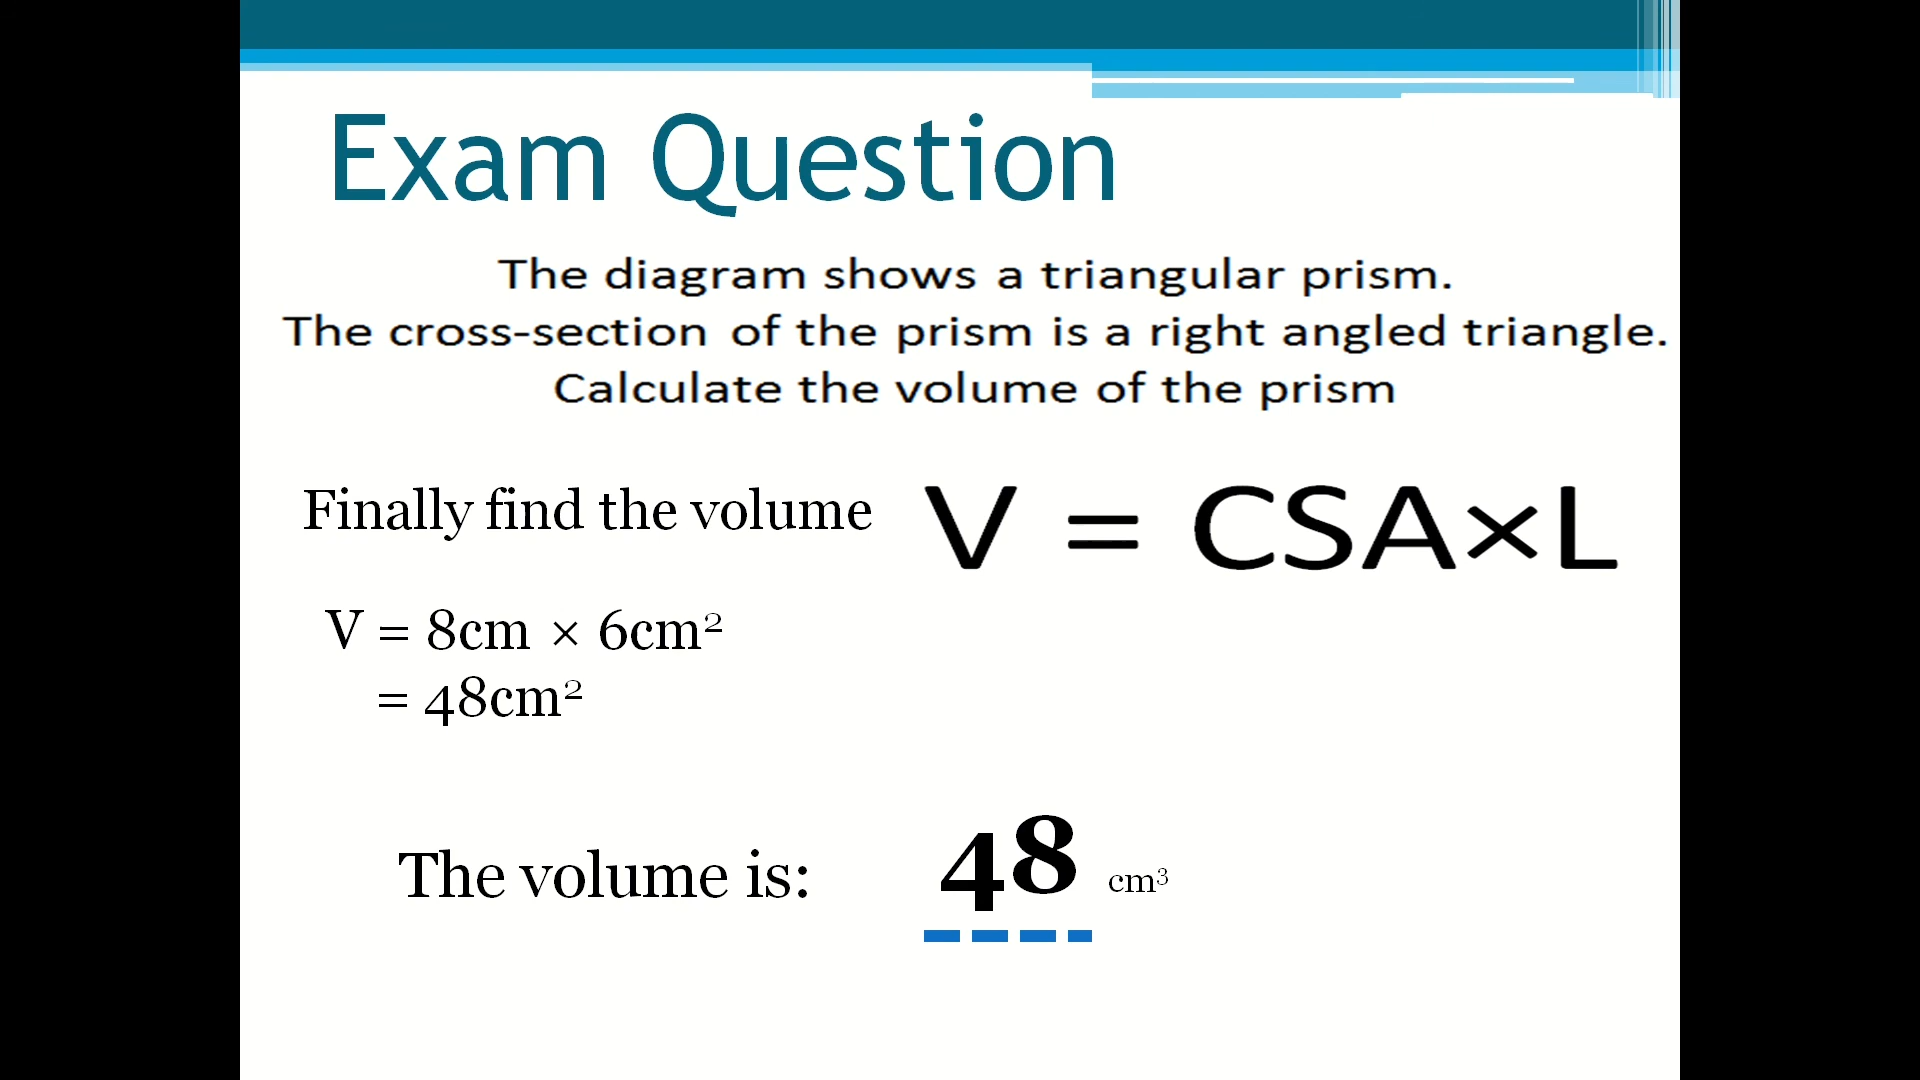 Exam Question
The diagram shows a triangular prism.
The cross-section of the prism is a right angled triangle.
Calculate the volume of the prism
Finally find the volume
V = CSA×L
V = 8cm × 6cm²
= 48cm²
The volume is: 48 cm³